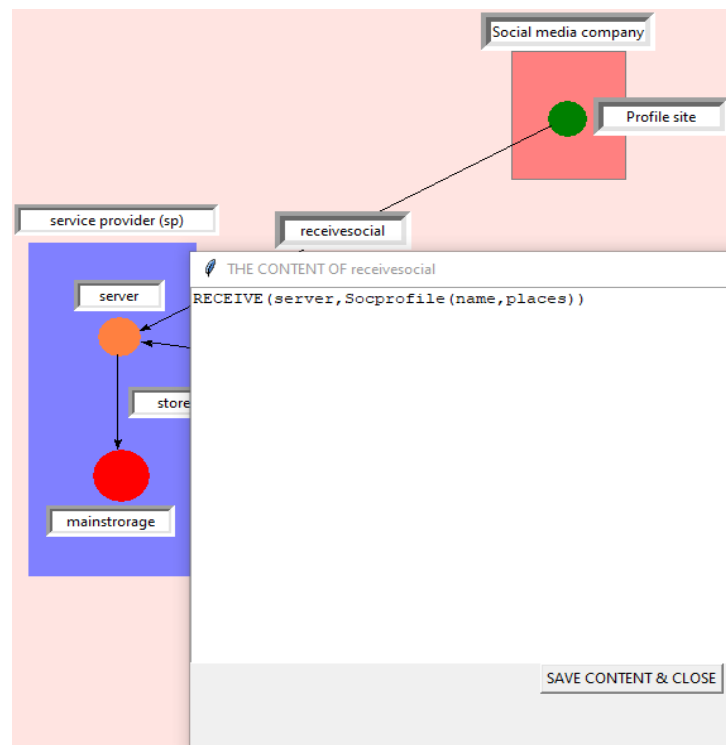 Social media company
Profile site
service provider (sp)
receivesocial
THE CONTENT OF receivesocial
server
RECEIVE(server,Socprofile(name,places))
store
mainstrorage
SAVE CONTENT & CLOSE